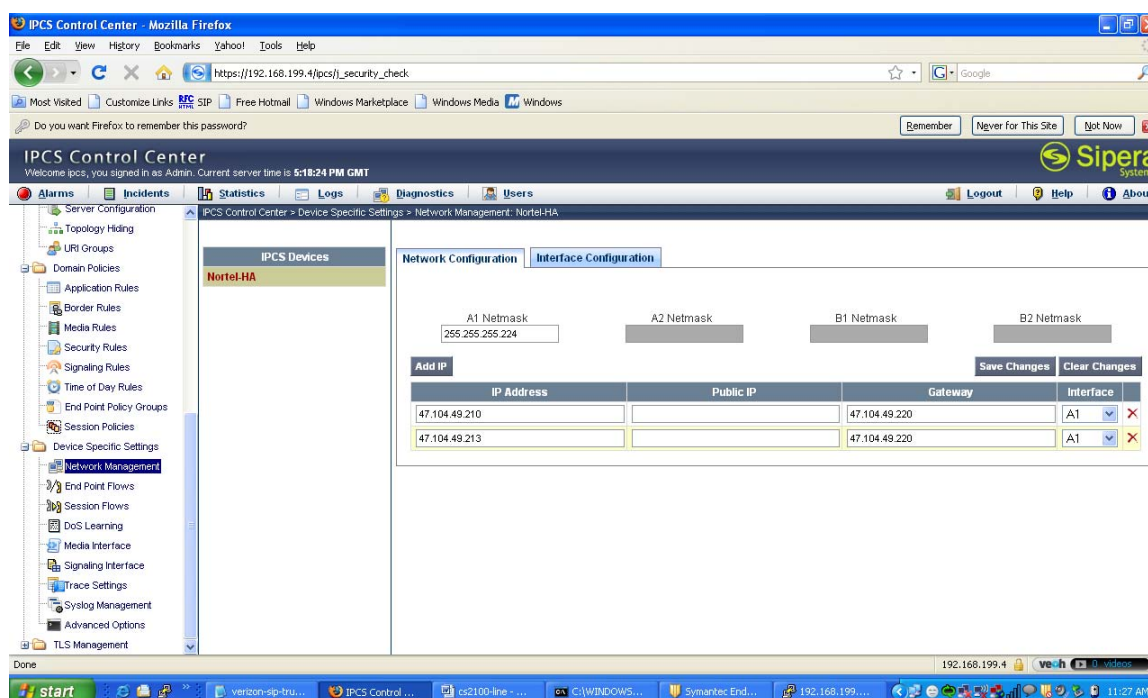 IPCS Control Center - Mozilla Firefox
File Edit View History Bookmarks Yahoo! Tools Help
https://192.168.199.4/ipcs/j_security_check
Google
Most Visited Customize Links RFC HTML SIP Free Hotmail Windows Marketplace Windows Media Windows
Do you want Firefox to remember this password? Remember Never for This Site Not Now
IPCS Control Center
Welcome ipcs, you signed in as Admin. Current server time is 5:18:24 PM GMT
Sipera
System
Alarms Incidents Statistics Logs Diagnostics Users Logout Help Abou
IPCS Control Center > Device Specific Settings > Network Management: Nortel-HA
Server Configuration
Topology Hiding
URI Groups
Domain Policies
Application Rules
Border Rules
Media Rules
Security Rules
Signaling Rules
Time of Day Rules
End Point Policy Groups
Session Policies
Device Specific Settings
Network Management
End Point Flows
Session Flows
DoS Learning
Media Interface
Signaling Interface
Trace Settings
Syslog Management
Advanced Options
TLS Management
IPCS Devices
Nortel-HA
Network Configuration Interface Configuration
A1 Netmask A2 Netmask B1 Netmask B2 Netmask
255.255.255.224
Add IP Save Changes Clear Changes
IP Address Public IP Gateway Interface
47.104.49.210 47.104.49.220 A1
47.104.49.213 47.104.49.220 A1
Done 192.168.199.4 veoh 0 videos
start verizon-sip-tru... IPCS Control ... cs2100-line - ... C:\WINDOWS... Symantec End... 192.168.199.... 11:27 AM